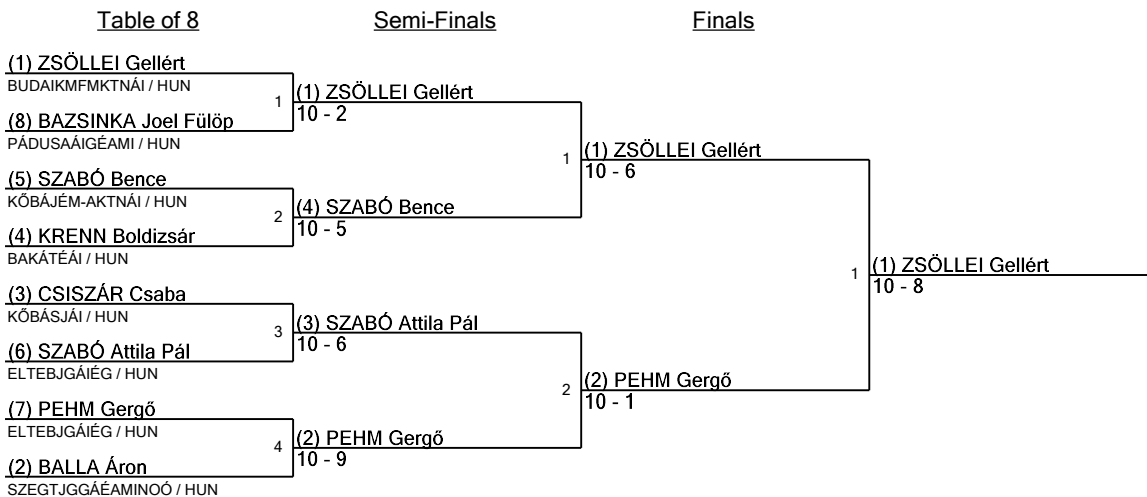 Table of 8
Semi-Finals
Finals
(1) ZSÖLLEI Gellért
BUDAIKMFMKTNÁI / HUN
1
(1) ZSÖLLEI Gellért
10 - 2
(8) BAZSINKA Joel Fülöp
PÁDUSAÁIGÉAMI / HUN
1
(1) ZSÖLLEI Gellért
10 - 6
(5) SZABÓ Bence
KŐBÁJÉM-AKTNÁI / HUN
2
(4) SZABÓ Bence
10 - 5
(4) KRENN Boldizsár
BAKÁTÉÁI / HUN
1
(1) ZSÖLLEI Gellért
10 - 8
(3) CSISZÁR Csaba
KŐBÁSJÁI / HUN
3
(3) SZABÓ Attila Pál
10 - 6
(6) SZABÓ Attila Pál
ELTEBJGÁIÉG / HUN
2
(2) PEHM Gergő
10 - 1
(7) PEHM Gergő
ELTEBJGÁIÉG / HUN
4
(2) PEHM Gergő
10 - 9
(2) BALLA Áron
SZEGTJGGÁÉAMINOÓ / HUN